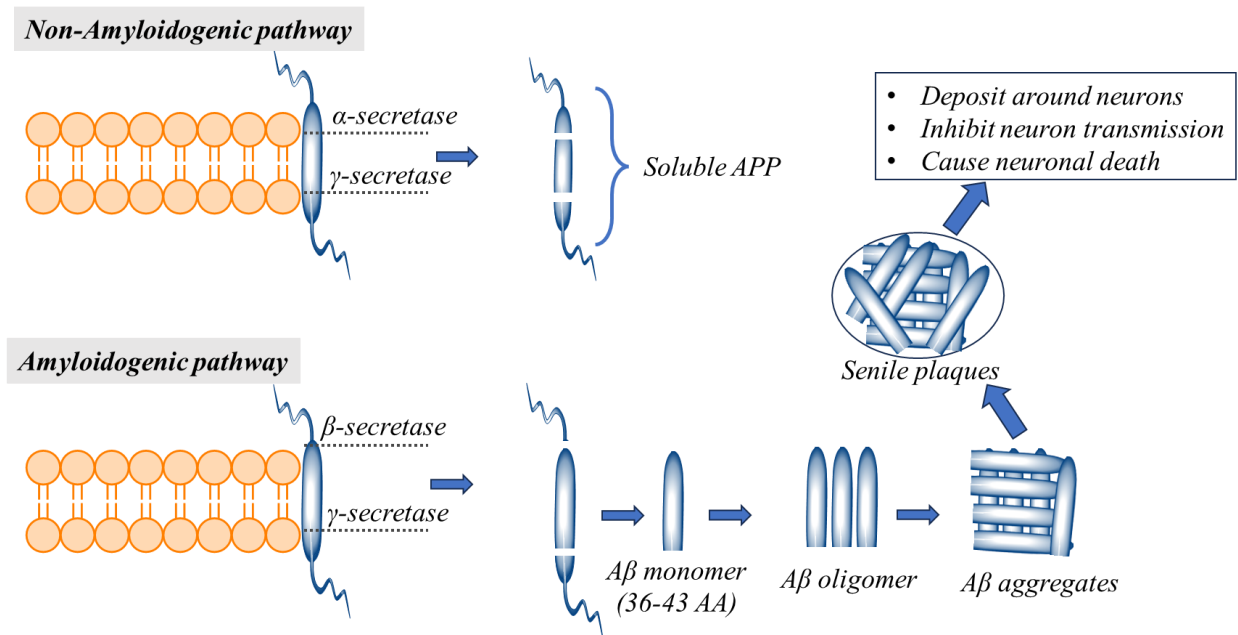 Non-Amyloidogenic pathway
α-secretase
γ-secretase
Soluble APP
• Deposit around neurons
• Inhibit neuron transmission
• Cause neuronal death
Senile plaques
Amyloidogenic pathway
β-secretase
γ-secretase
Aβ monomer
(36-43 AA)
Aβ oligomer
Aβ aggregates